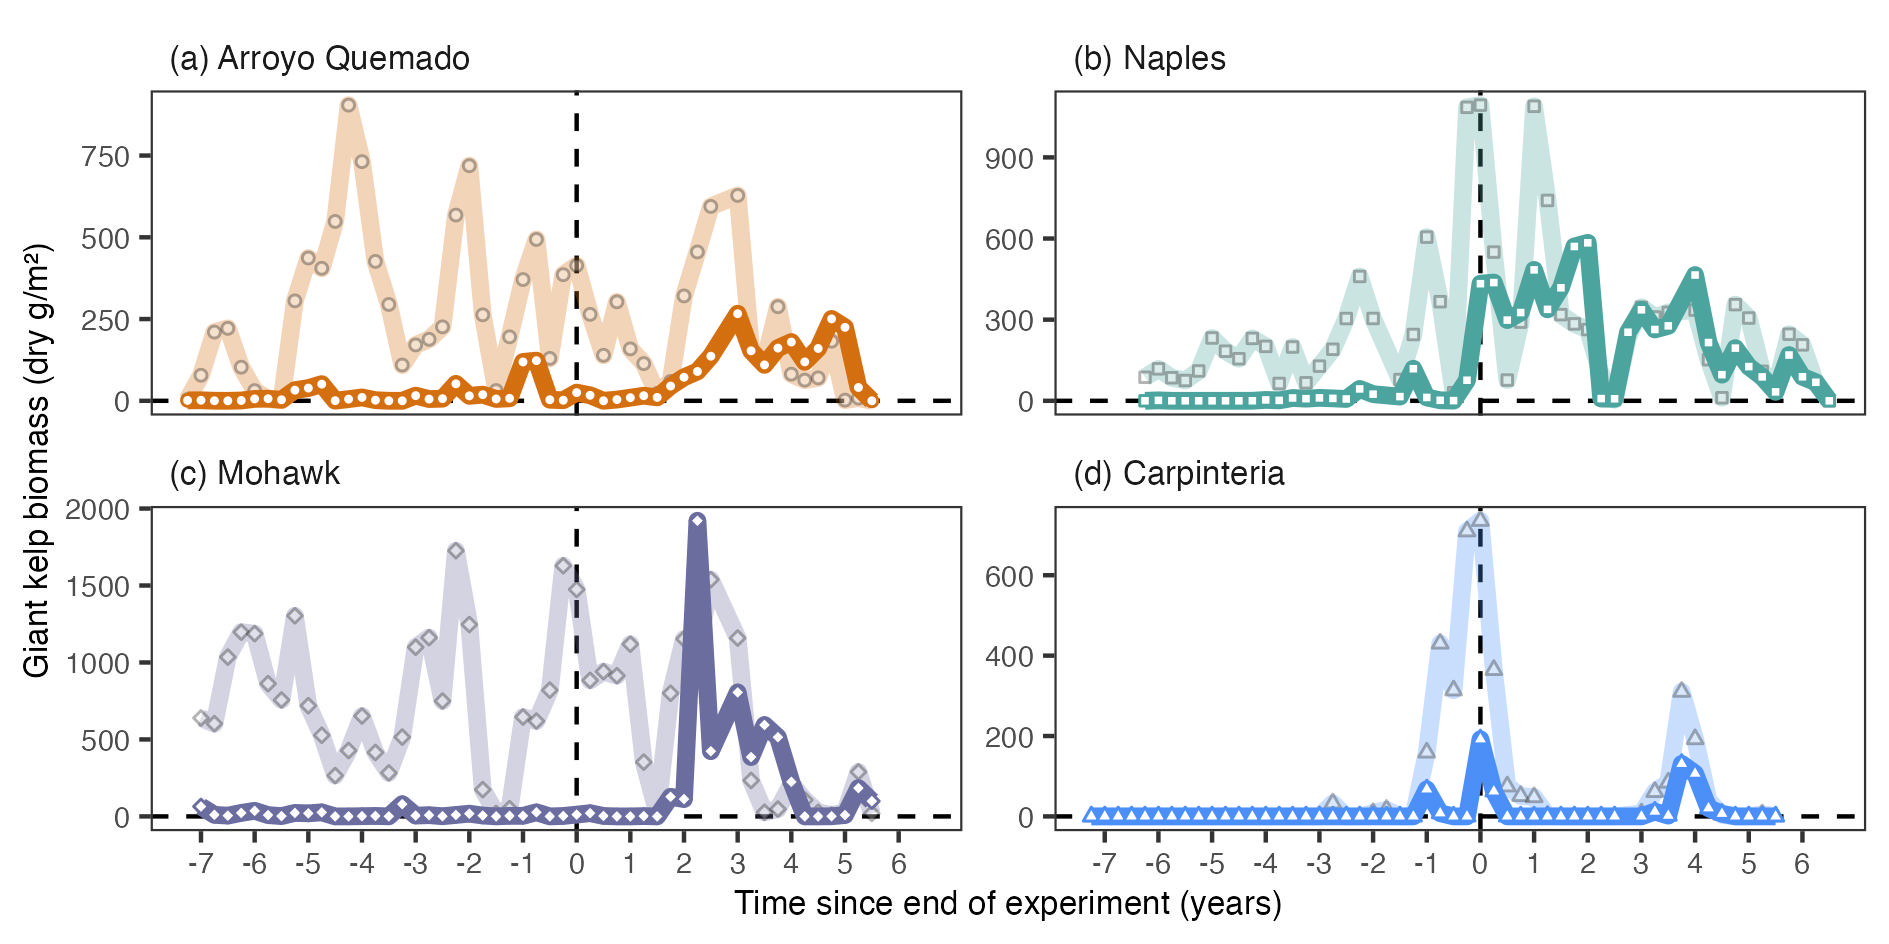 (a) Arroyo Quemado
(b) Naples
750
500
250
0
900
600
300
0
(c) Mohawk
(d) Carpinteria
2000
1500
1000
500
0
600
400
200
0
-7 -6 -5 -4 -3 -2 -1 0 1 2 3 4 5 6
-7 -6 -5 -4 -3 -2 -1 0 1 2 3 4 5 6
Giant kelp biomass (dry g/m²)
Time since end of experiment (years)